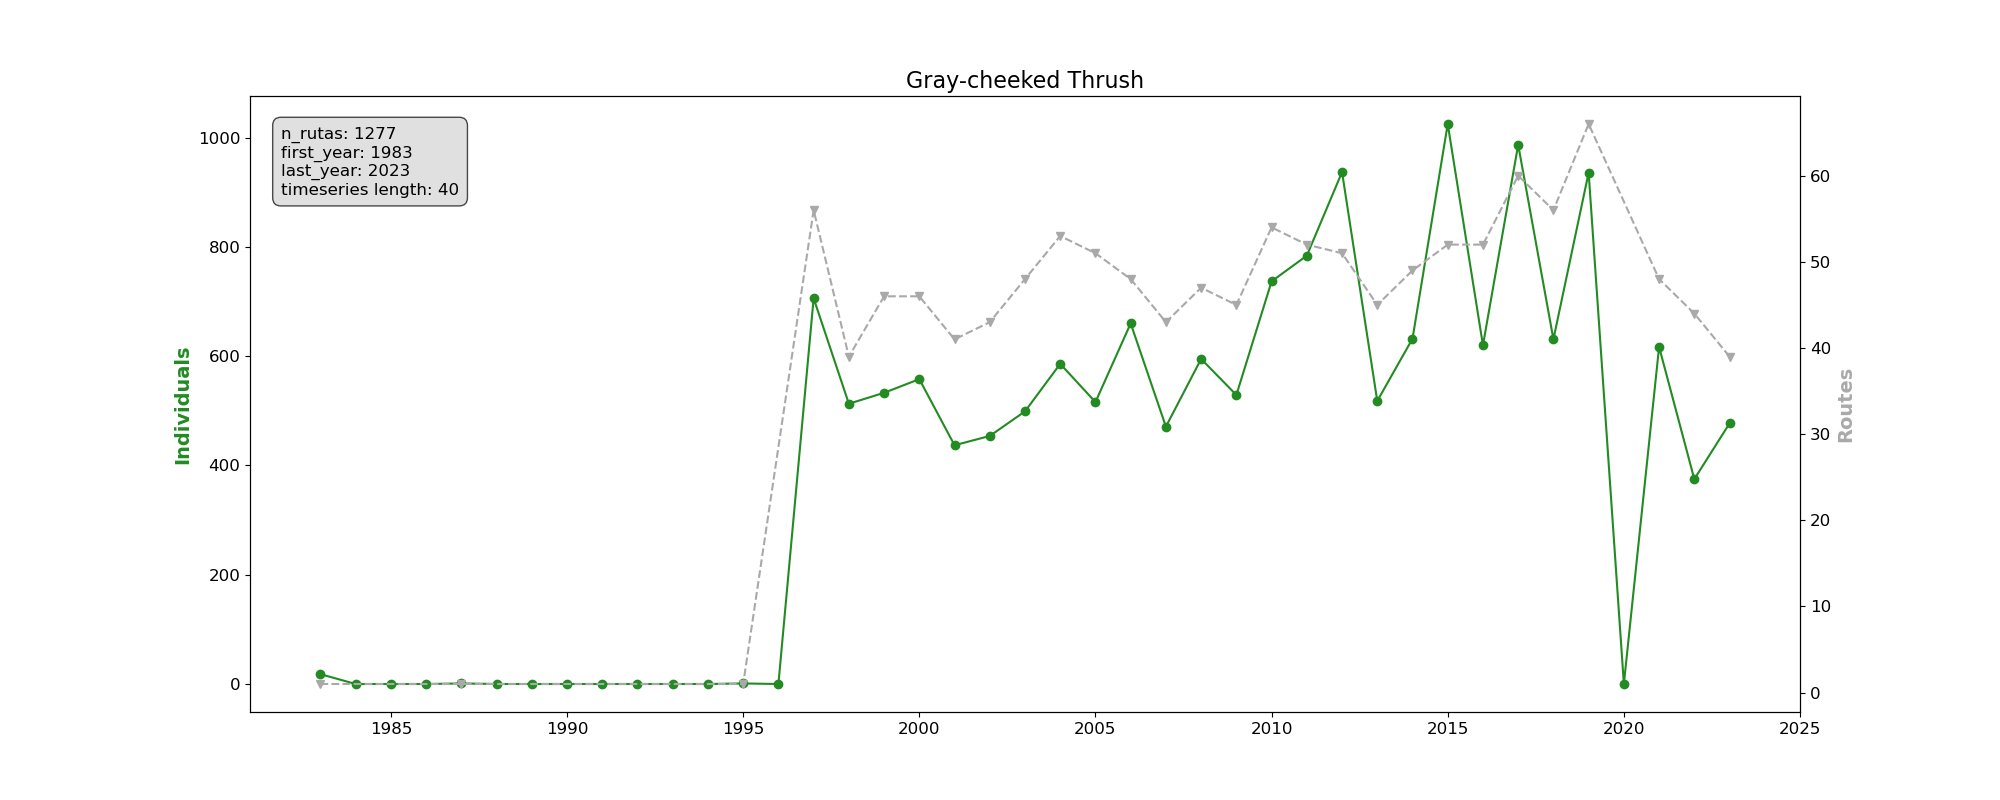 Gray-cheeked Thrush
n_rutas: 1277
first_year: 1983
last_year: 2023
timeseries length: 40
1000
800
600
400
200
0
Individuals
60
50
40
30
20
10
0
Routes
1985 1990 1995 2000 2005 2010 2015 2020 2025